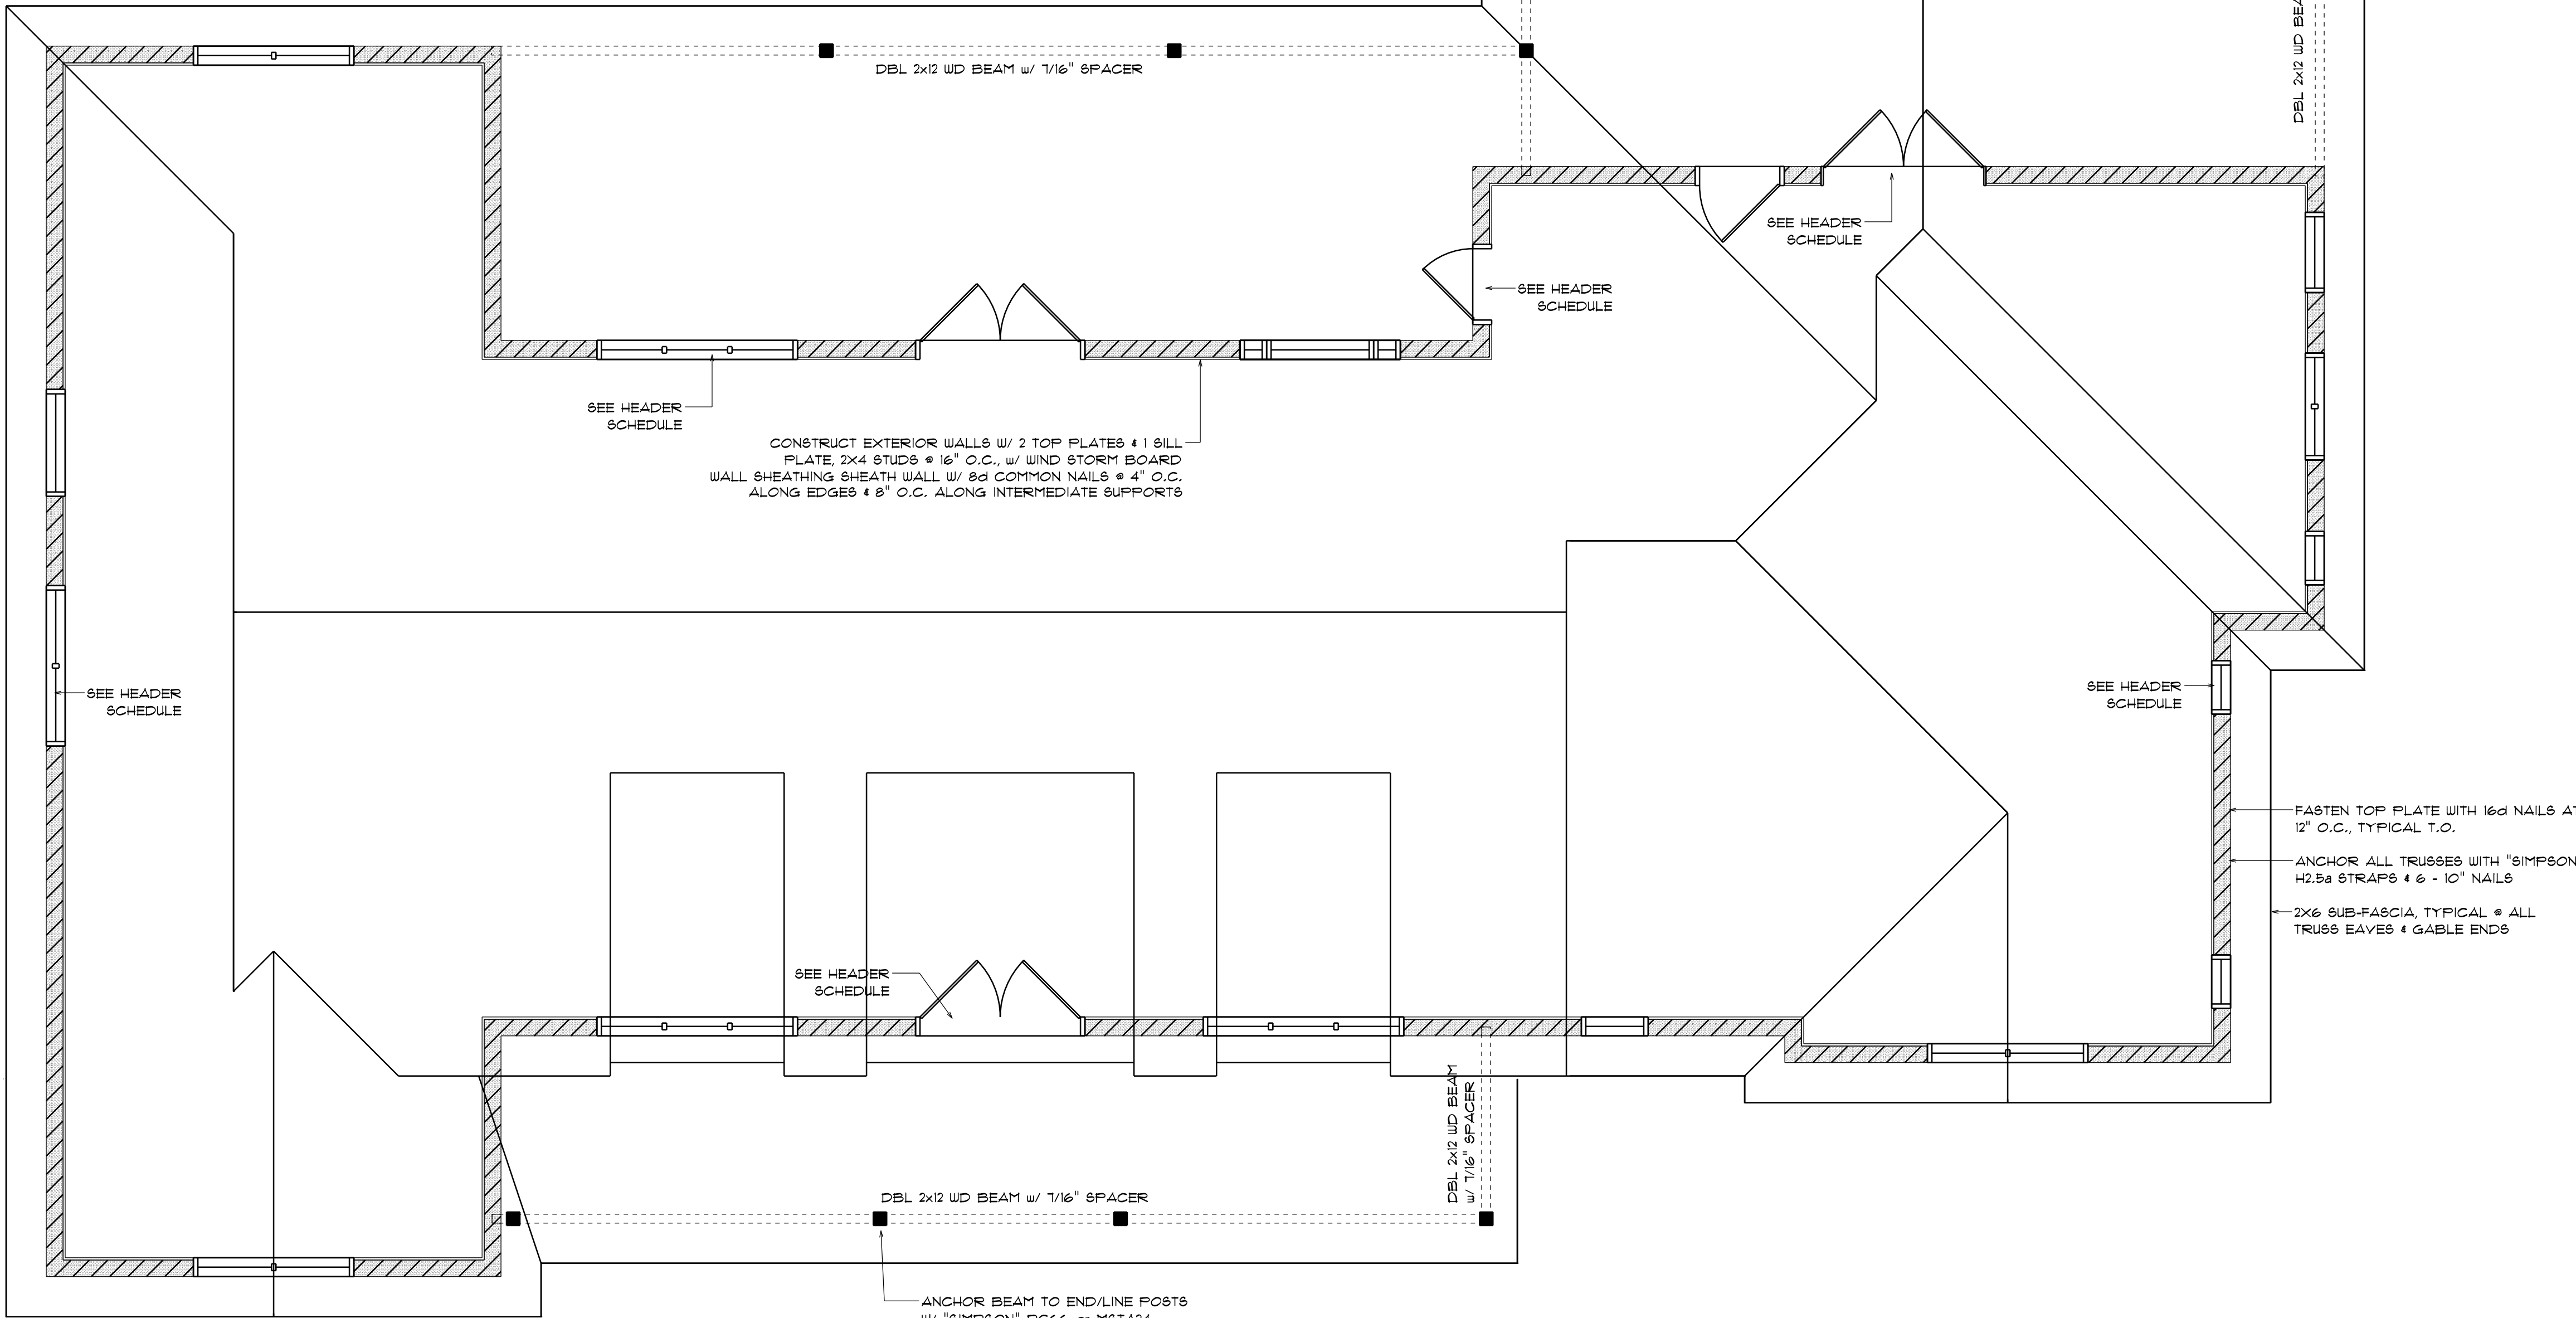 DBL 2x12 WD BEAM w/ 7/16" SPACER
DBL 2x12 WD
SEE HEADER
SCHEDULE
SEE HEADER
SCHEDULE
SEE HEADER
SCHEDULE
CONSTRUCT EXTERIOR WALLS W/ 2 TOP PLATES & 1 SILL
PLATE, 2X4 STUDS @ 16" O.C., w/ WIND STORM BOARD
WALL SHEATHING SHEATH WALL W/ 8d COMMON NAILS @ 4" O.C.
ALONG EDGES & 8" O.C. ALONG INTERMEDIATE SUPPORTS
SEE HEADER
SCHEDULE
SEE HEADER
SCHEDULE
FASTEN TOP PLATE WITH 16d NAILS AT
12" O.C., TYPICAL T.O.
ANCHOR ALL TRUSSES WITH "SIMPSON
H2.5a STRAPS & 6 - 10" NAILS
2X6 SUB-FASCIA, TYPICAL @ ALL
TRUSS EAVES & GABLE ENDS
SEE HEADER
SCHEDULE
DBL 2x12 WD BEAM
w/ 7/16" SPACER
DBL 2x12 WD BEAM w/ 7/16" SPACER
ANCHOR BEAM TO END/LINE POSTS
W/ "SIMPSON"